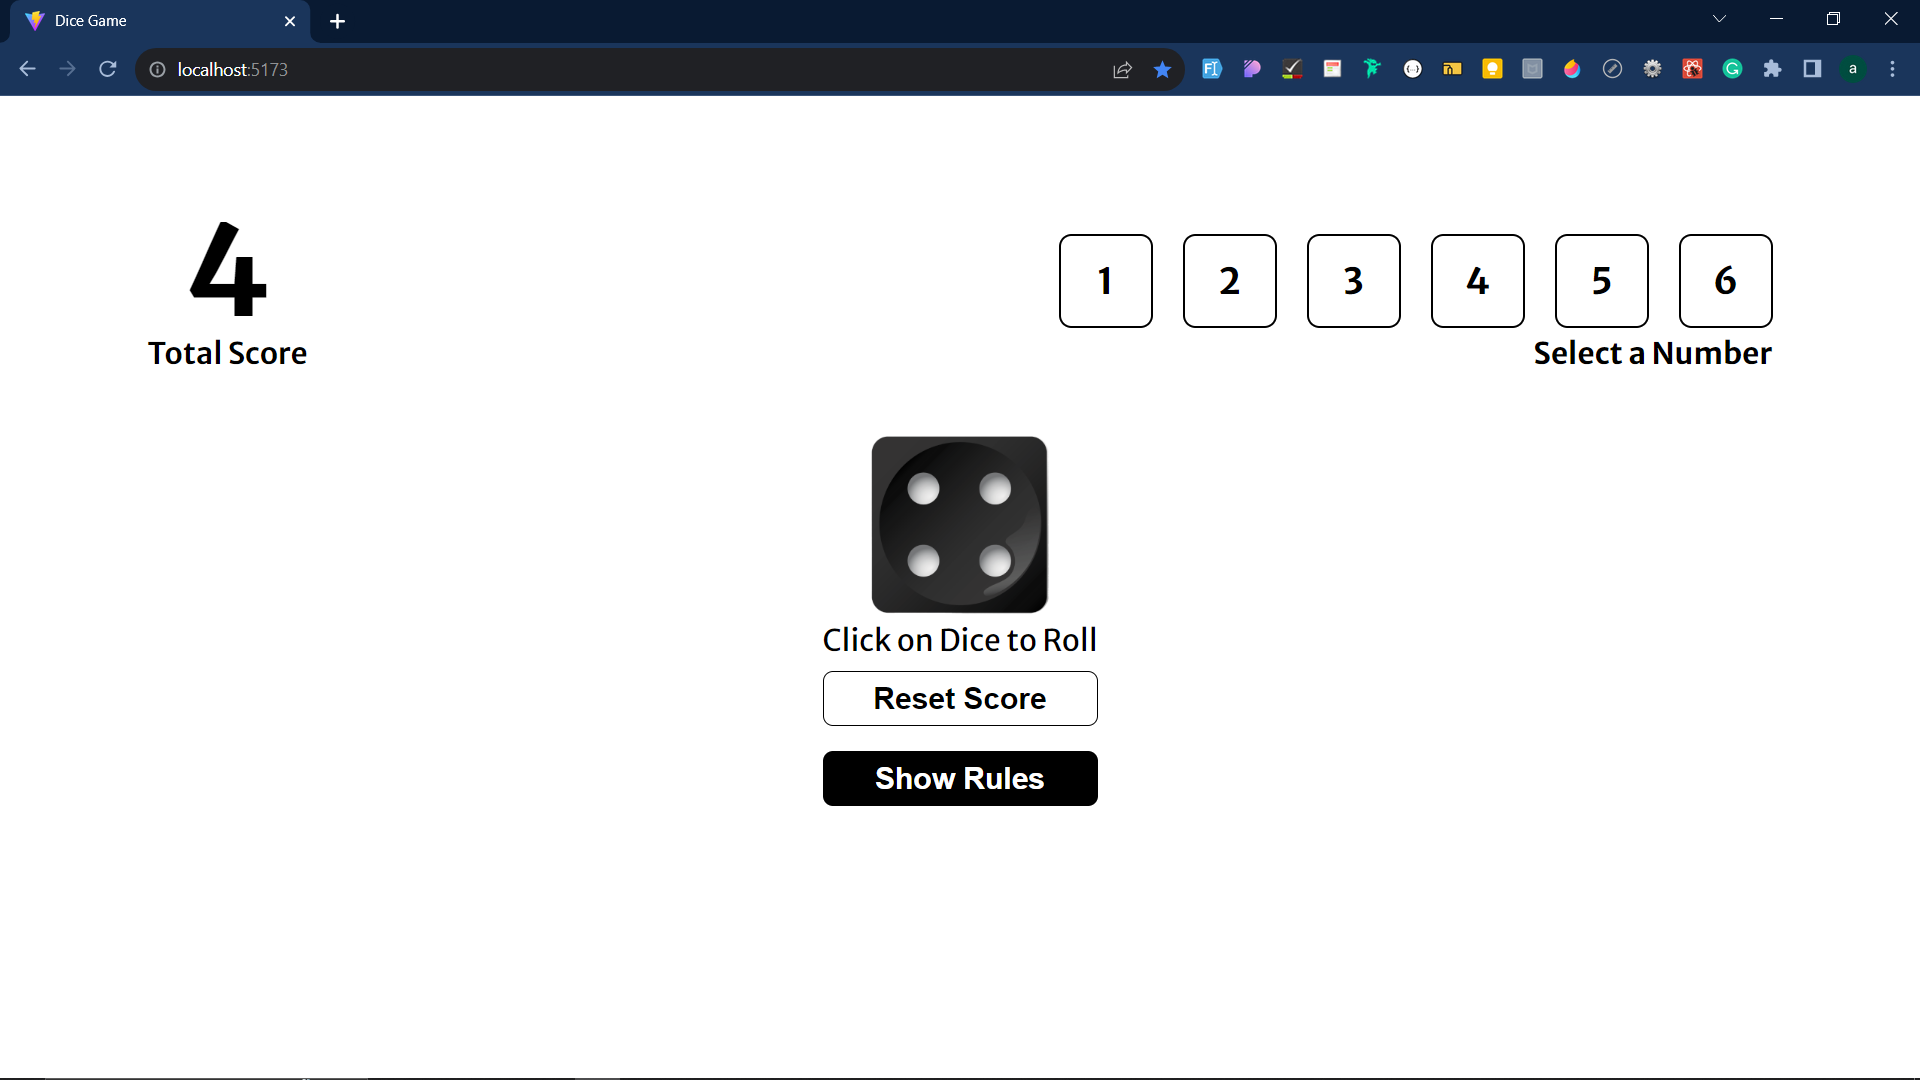 Dice Game
localhost:5173
4
1 2 3 4 5 6
Total Score
Select a Number
Click on Dice to Roll
Reset Score
Show Rules
a